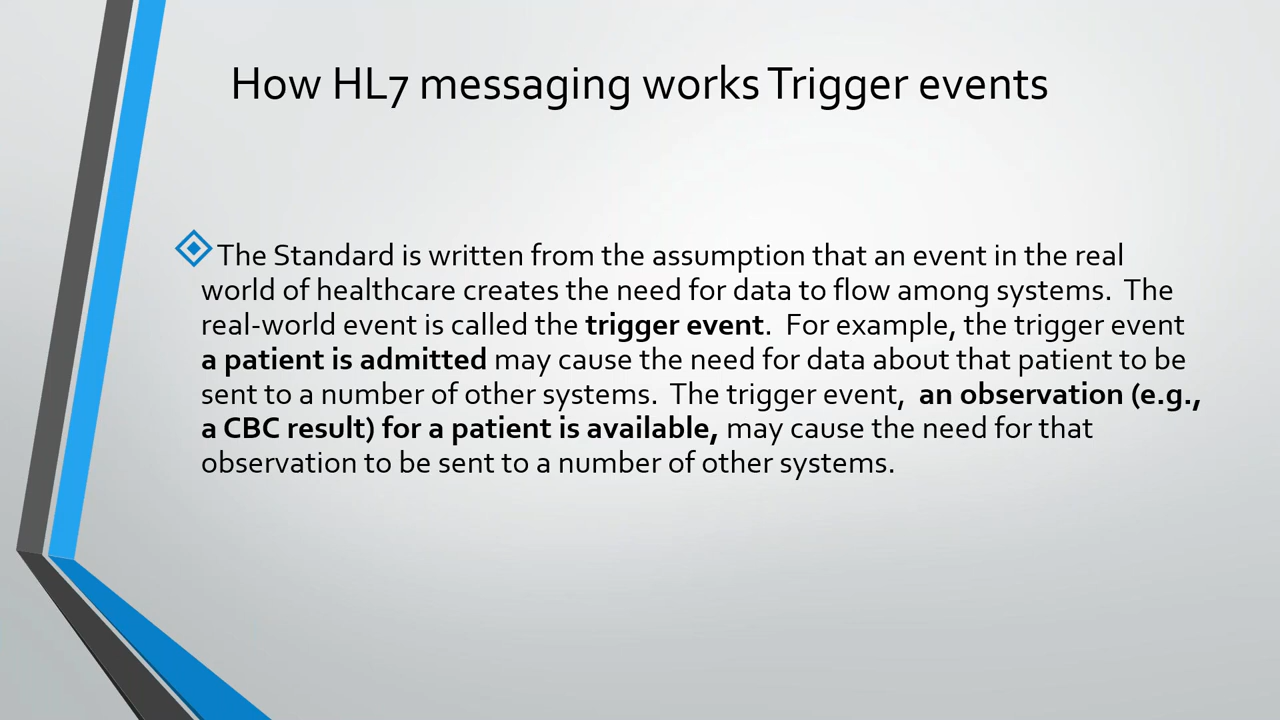 How HL7 messaging works Trigger events
The Standard is written from the assumption that an event in the real
world of healthcare creates the need for data to flow among systems.  The
real-world event is called the trigger event.  For example, the trigger event
a patient is admitted may cause the need for data about that patient to be
sent to a number of other systems.  The trigger event,  an observation (e.g.,
a CBC result) for a patient is available, may cause the need for that
observation to be sent to a number of other systems.